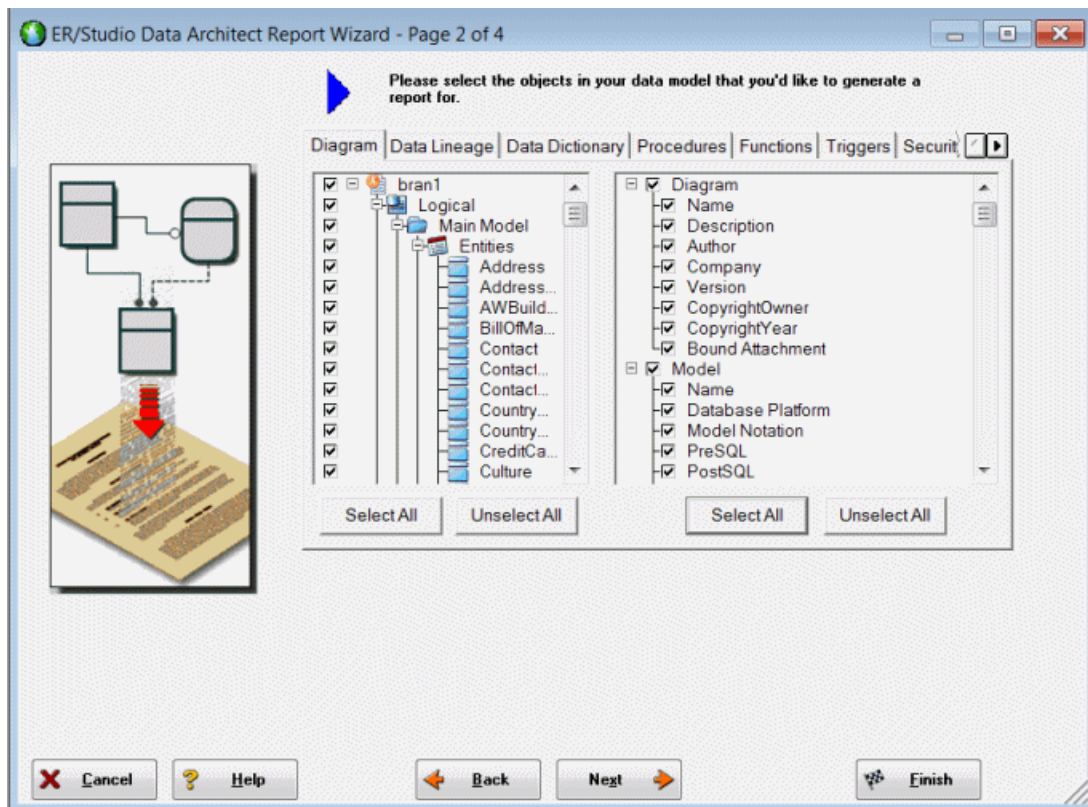 ER/Studio Data Architect Report Wizard - Page 2 of 4
Please select the objects in your data model that you'd like to generate a
report for.
Diagram Data Lineage Data Dictionary Procedures Functions Triggers Securit
bran1
Logical
Main Model
Entities
Address
Address...
AWBuild...
BillOfMa...
Contact
Contact...
Contact...
Country...
Country...
CreditCa...
Culture
Diagram
Name
Description
Author
Company
Version
CopyrightOwner
CopyrightYear
Bound Attachment
Model
Name
Database Platform
Model Notation
PreSQL
PostSQL
Select All Unselect All Select All Unselect All
Cancel Help Back Next Finish